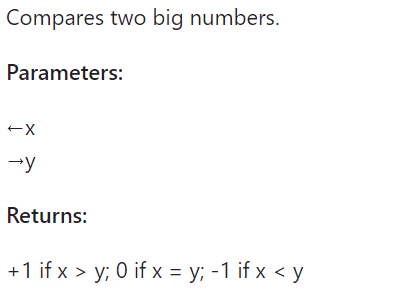 Compares two big numbers.
Parameters:
←x
→y
Returns:
+1 if x > y; 0 if x = y; -1 if x < y